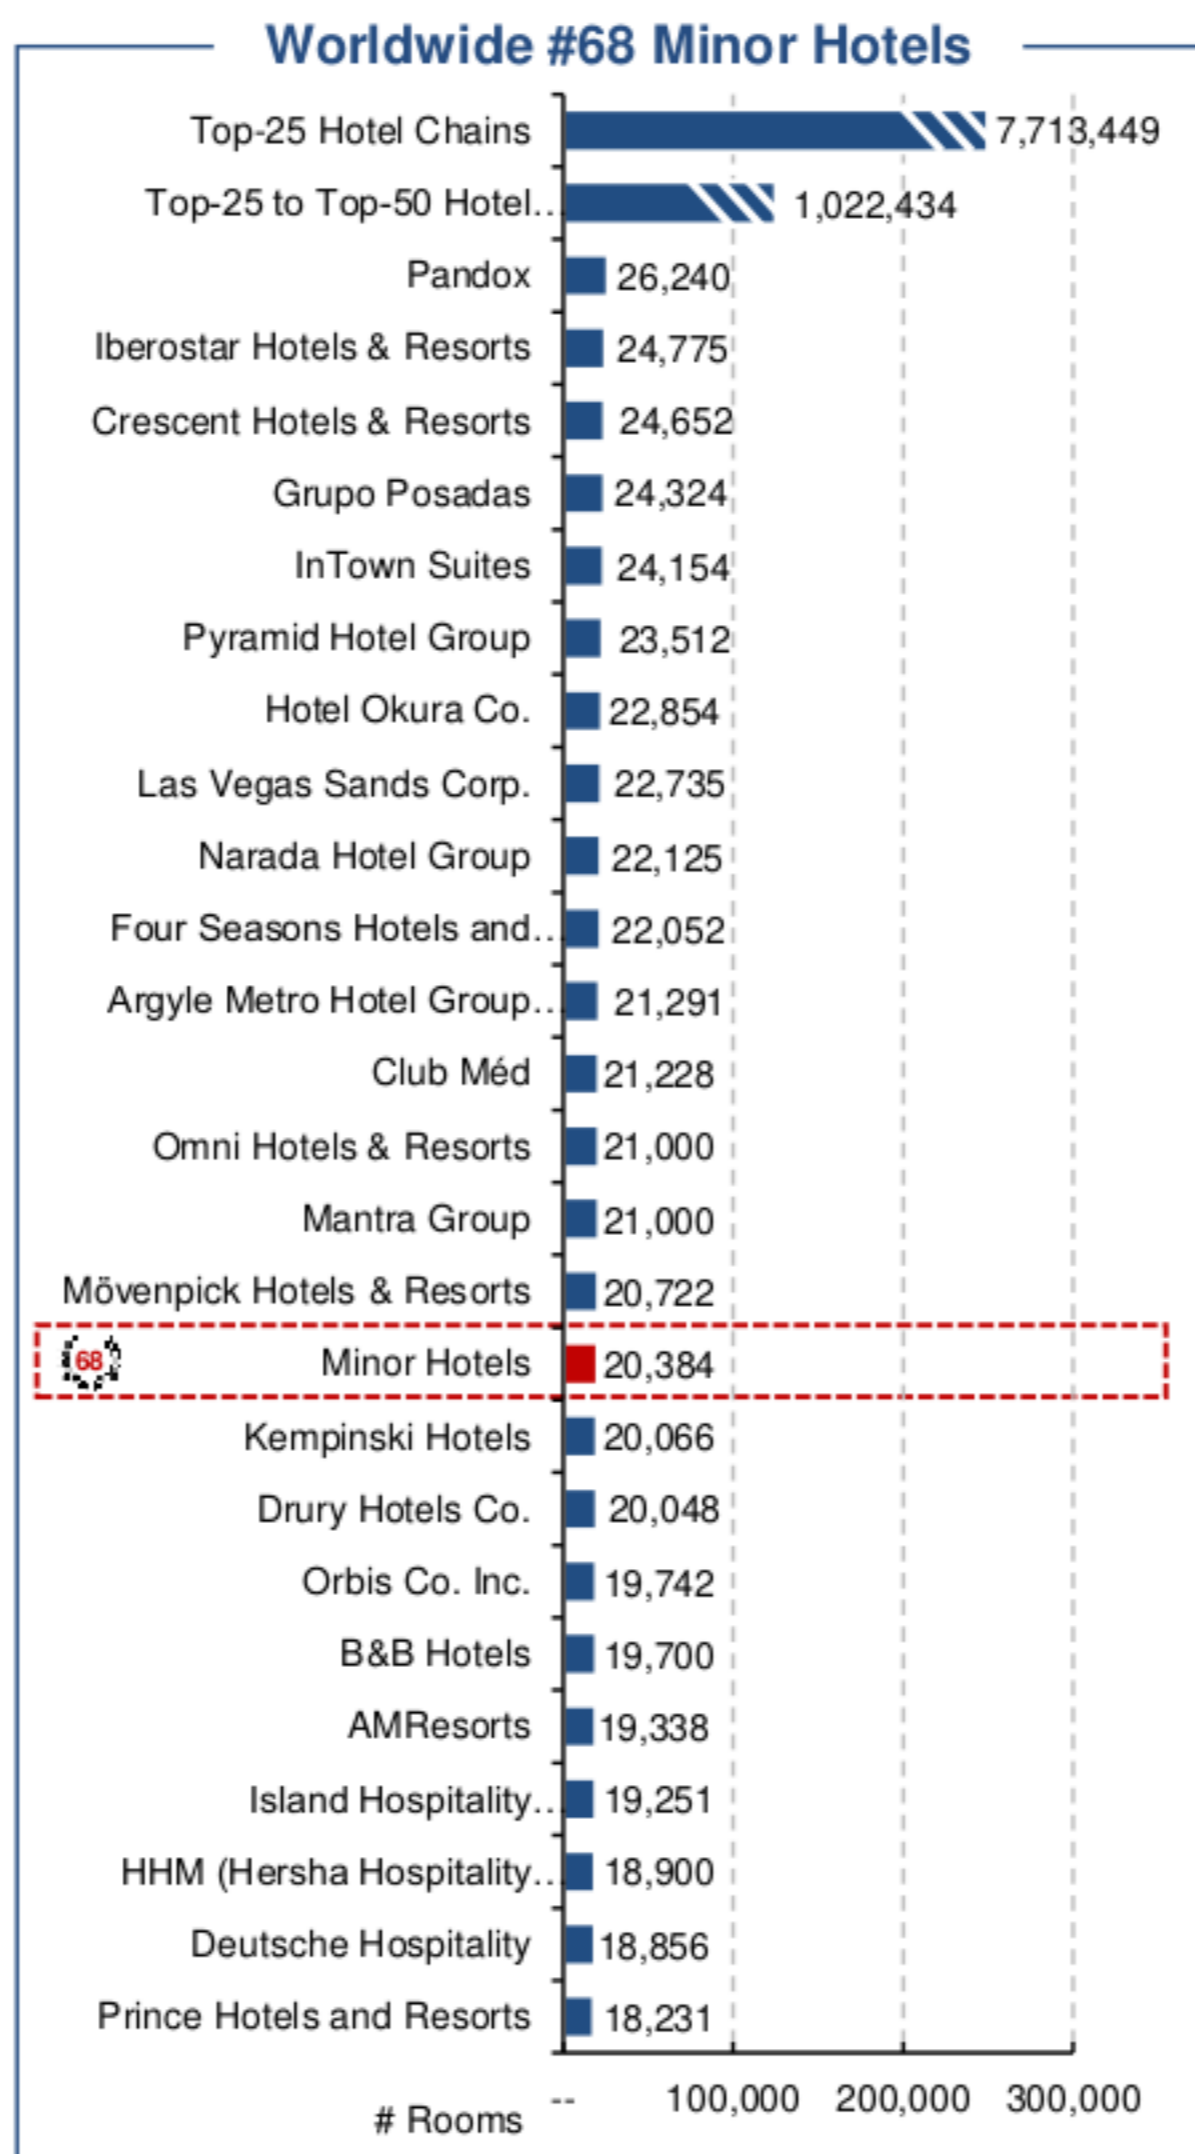 Worldwide #68 Minor Hotels
Top-25 Hotel Chains 7,713,449
Top-25 to Top-50 Hotel... 1,022,434
Pandox 26,240
Iberostar Hotels & Resorts 24,775
Crescent Hotels & Resorts 24,652
Grupo Posadas 24,324
InTown Suites 24,154
Pyramid Hotel Group 23,512
Hotel Okura Co. 22,854
Las Vegas Sands Corp. 22,735
Narada Hotel Group 22,125
Four Seasons Hotels and... 22,052
Argyle Metro Hotel Group... 21,291
Club Méd 21,228
Omni Hotels & Resorts 21,000
Mantra Group 21,000
Mövenpick Hotels & Resorts 20,722
68 Minor Hotels 20,384
Kempinski Hotels 20,066
Drury Hotels Co. 20,048
Orbis Co. Inc. 19,742
B&B Hotels 19,700
AMResorts 19,338
Island Hospitality... 19,251
HHM (Hersha Hospitality... 18,900
Deutsche Hospitality 18,856
Prince Hotels and Resorts 18,231
-- 100,000 200,000 300,000
# Rooms